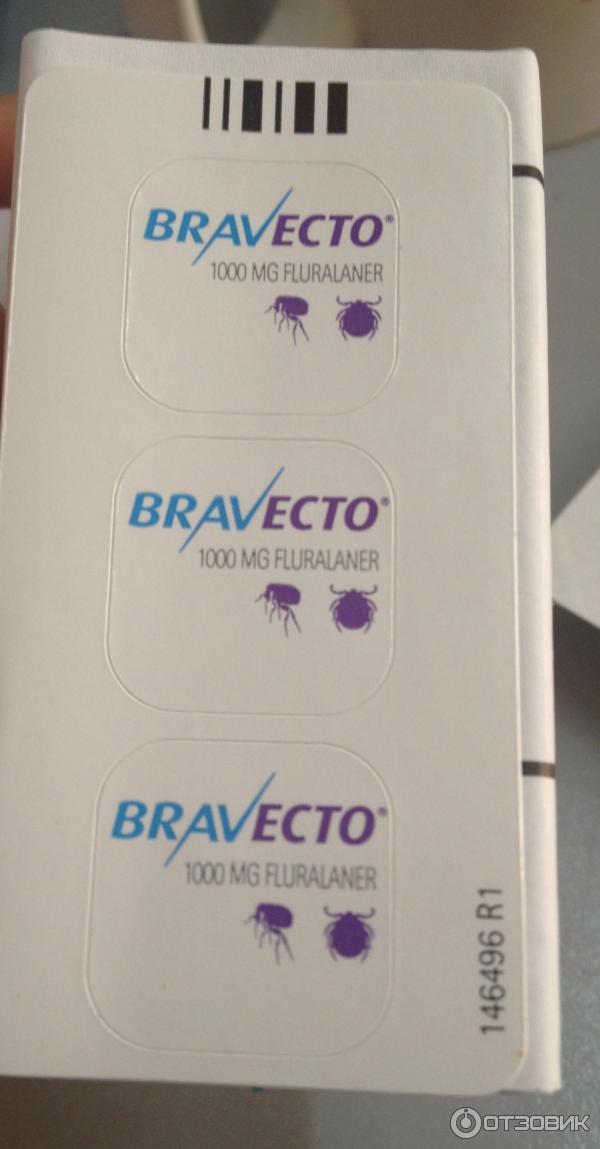 BRAVECTO®
1000 MG FLURALANER
BRAVECTO®
1000 MG FLURALANER
BRAVECTO®
1000 MG FLURALANER
146496 R1
ОТЗОВИК